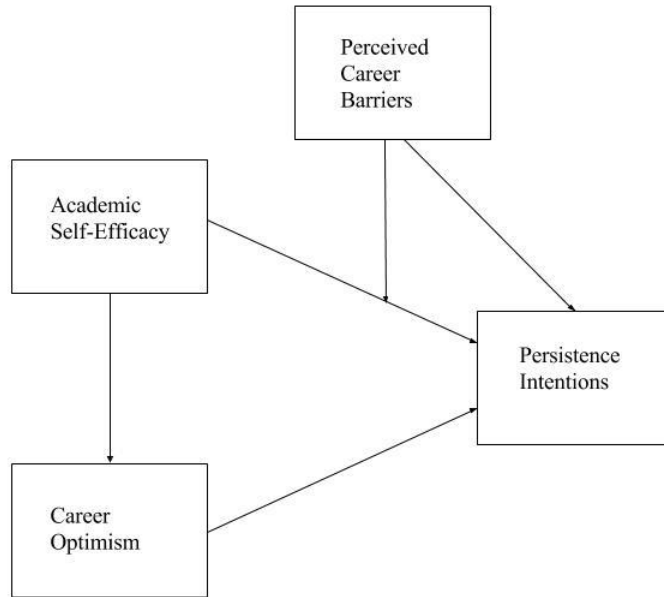 Perceived
Career
Barriers
Academic
Self-Efficacy
Persistence
Intentions
Career
Optimism